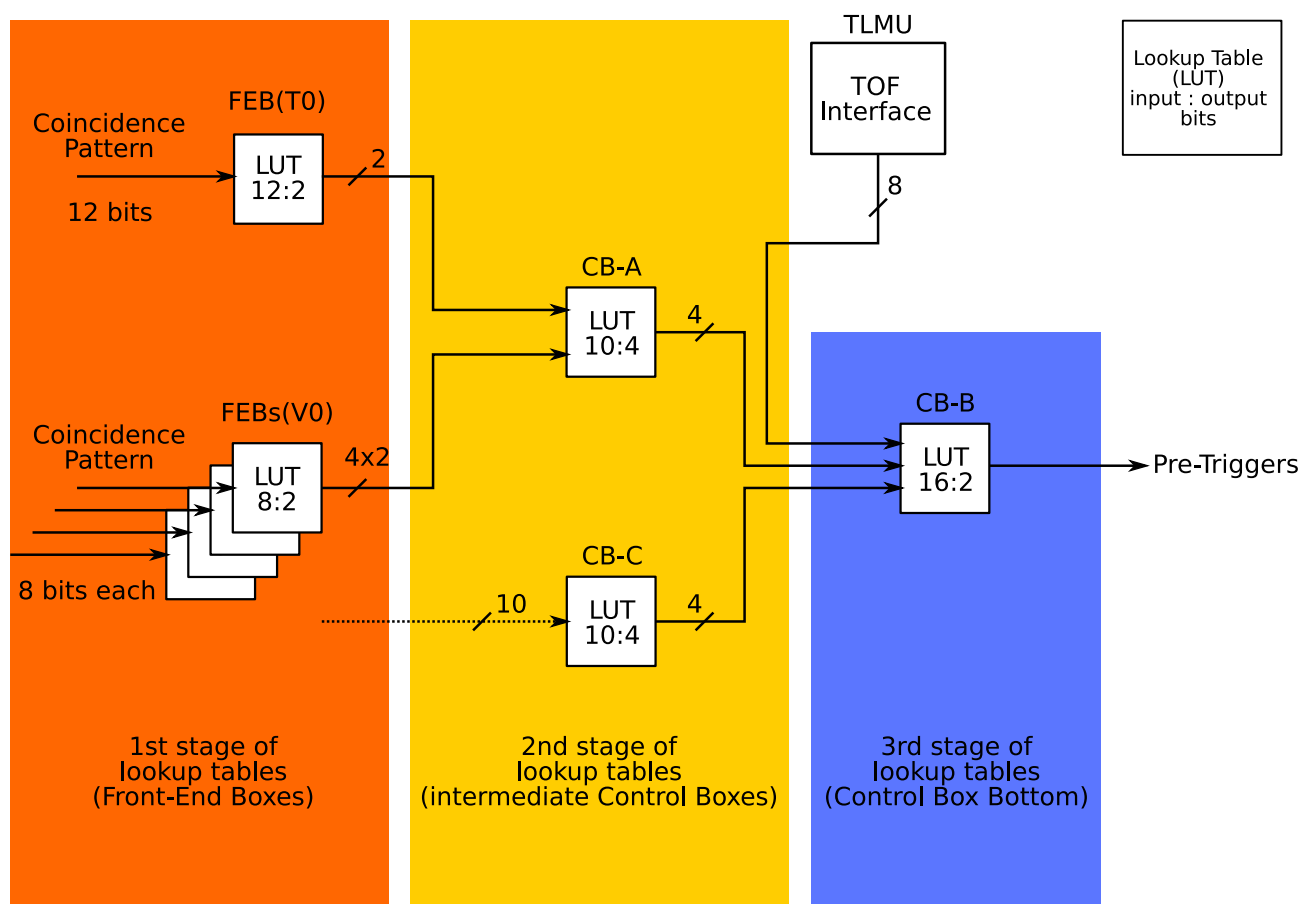 TLMU
TOF
Interface
Lookup Table
(LUT)
input : output
bits
FEB(T0)
Coincidence
Pattern
LUT
12:2
2
12 bits
8
CB-A
LUT
10:4
4
FEBs(V0)
Coincidence
Pattern
LUT
8:2
4x2
8 bits each
CB-B
LUT
16:2
Pre-Triggers
CB-C
10
LUT
10:4
4
1st stage of
lookup tables
(Front-End Boxes)
2nd stage of
lookup tables
(intermediate Control Boxes)
3rd stage of
lookup tables
(Control Box Bottom)